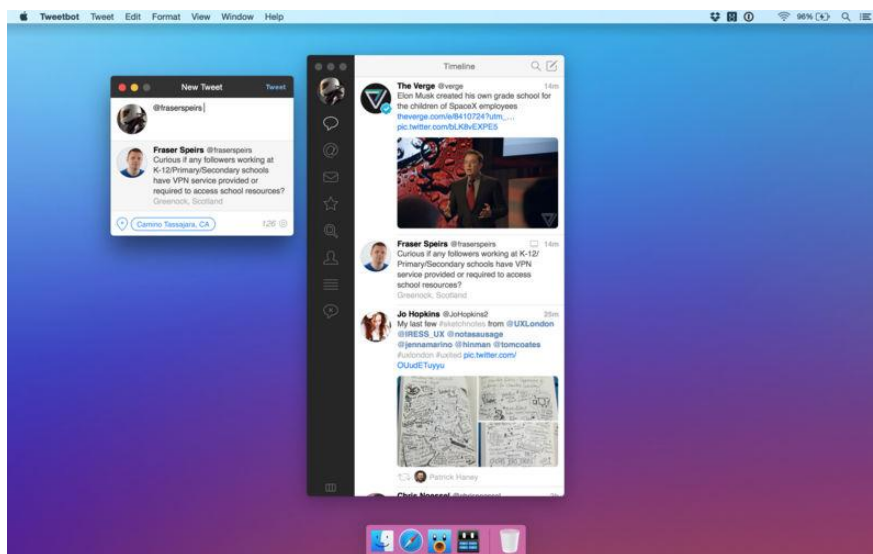 Tweetbot Tweet Edit Format View Window Help
96%
New Tweet
Tweet
@fraserspeirs
Fraser Speirs @fraserspeirs
Curious if any followers working at
K-12/Primary/Secondary schools
have VPN service provided or
required to access school resources?
Greenock, Scotland
Camino Tassajara, CA
126
Timeline
The Verge @verge
14m
Elon Musk created his own grade school for
the children of SpaceX employees
theverge.com/e/8410724?utm_…
pic.twitter.com/bLK8vEXPE5
Fraser Speirs @fraserspeirs
14m
Curious if any followers working at K-12/
Primary/Secondary schools have VPN
service provided or required to access
school resources?
Greenock, Scotland
Jo Hopkins @JoHopkins2
35m
My last few #sketchnotes from @UXLondon
@IRESS_UX @notasausage
@jennamarino @hinman @tomcoates
#uxlondon #uxlted pic.twitter.com/
OUudETuyyu
Patrick Haney
Chris Noessel